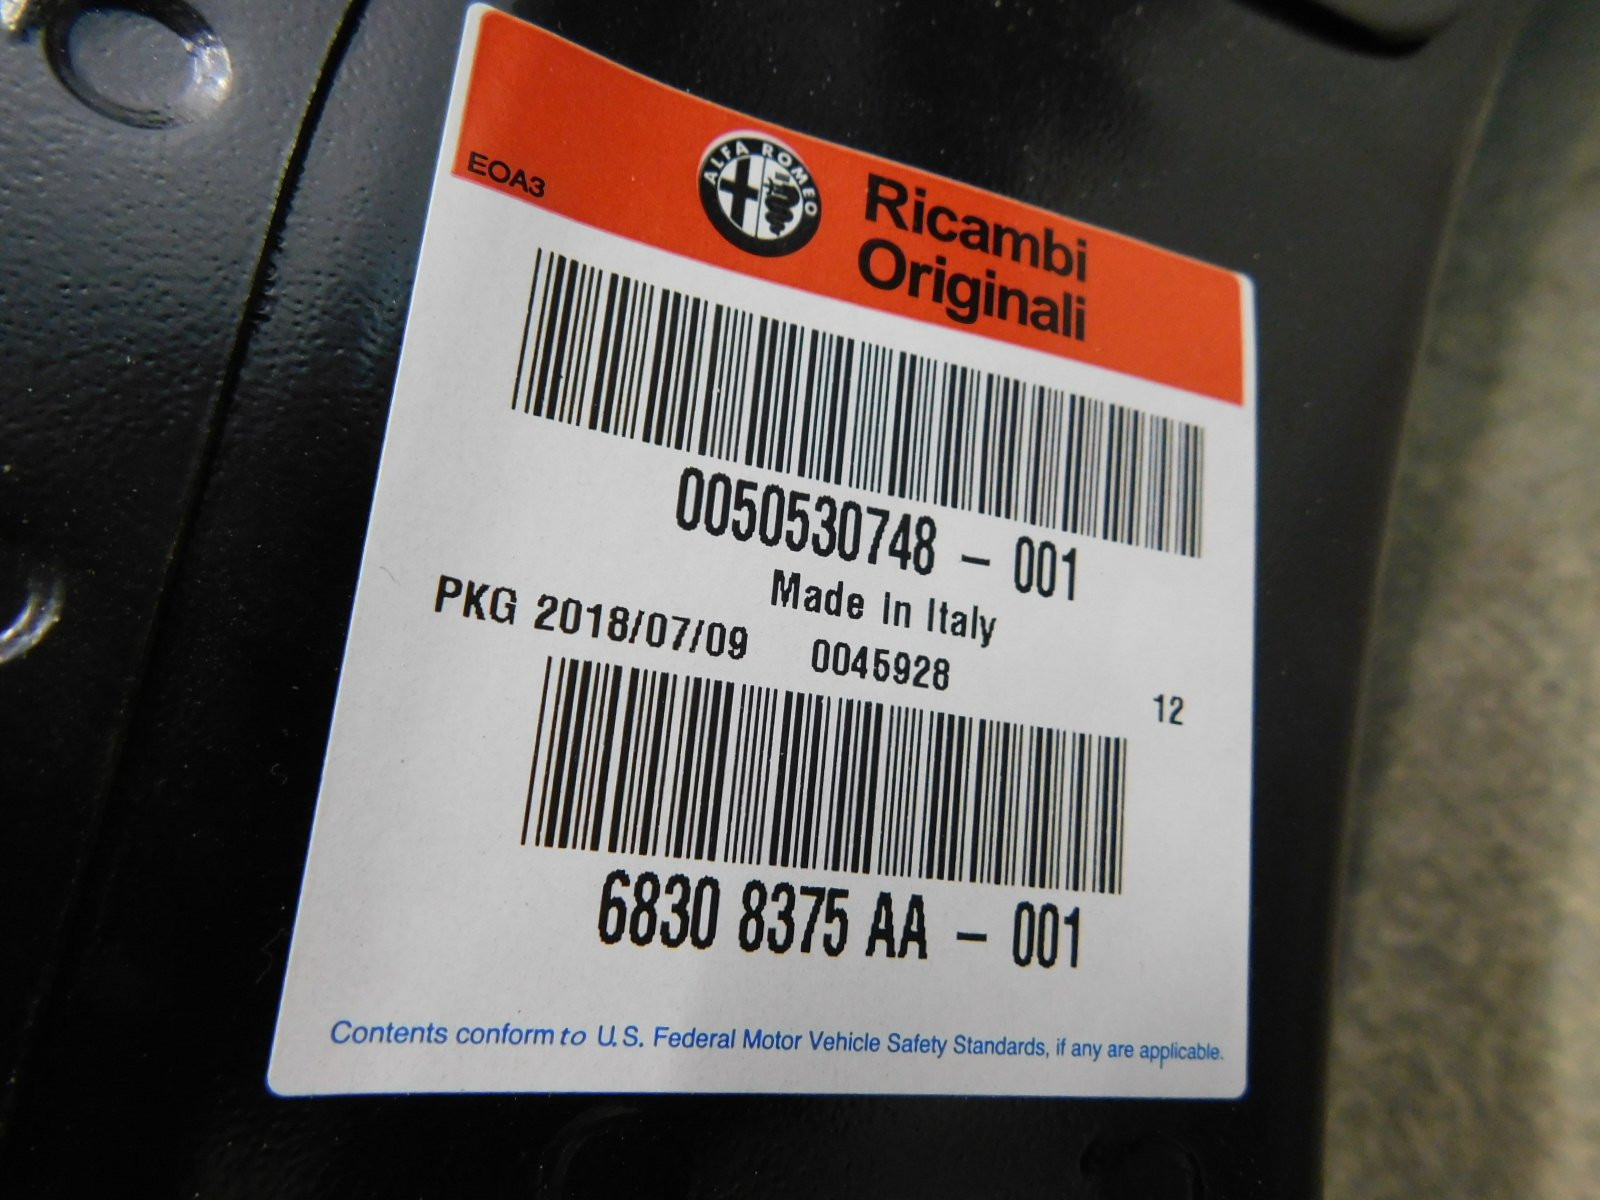 EOA3
ALFA ROMEO
Ricambi
Originali
0050530748 - 001
Made in Italy
PKG 2018/07/09 0045928
12
6830 8375 AA - 001
Contents conform to U.S. Federal Motor Vehicle Safety Standards, if any are applicable.